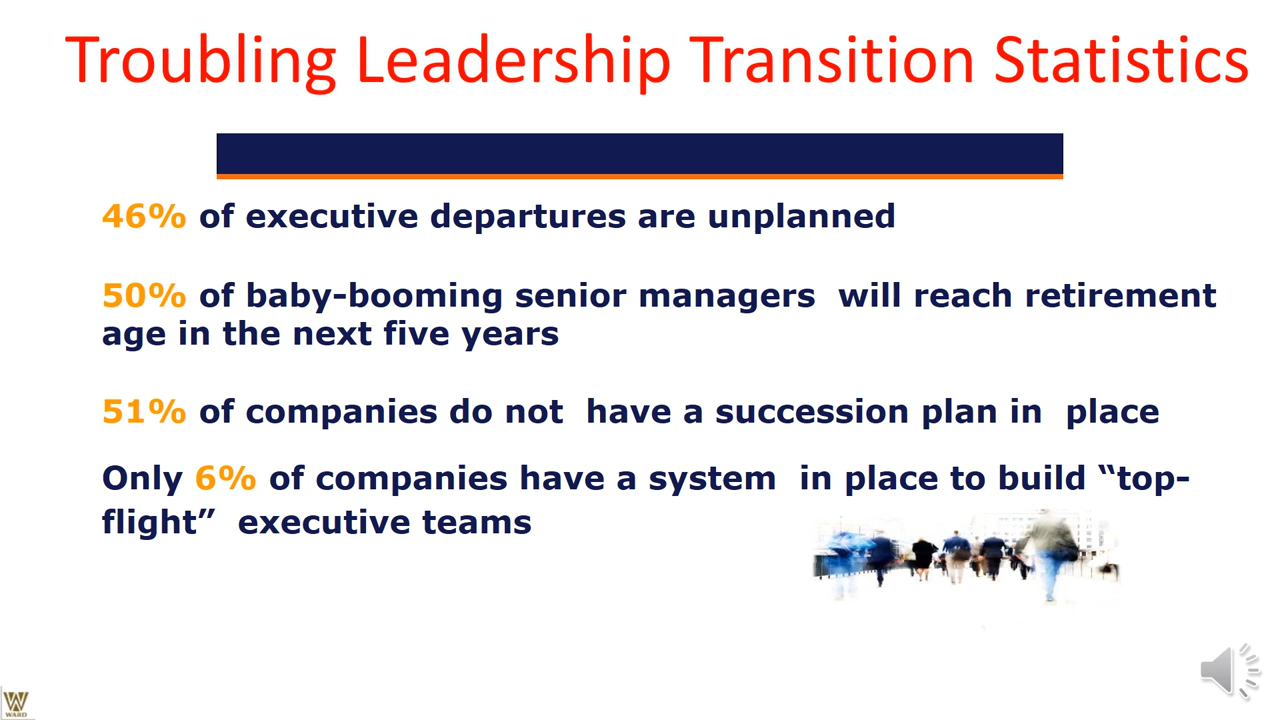 Troubling Leadership Transition Statistics
46% of executive departures are unplanned
50% of baby-booming senior managers  will reach retirement
age in the next five years
51% of companies do not  have a succession plan in  place
Only 6% of companies have a system  in place to build “top-
flight”  executive teams
WARD